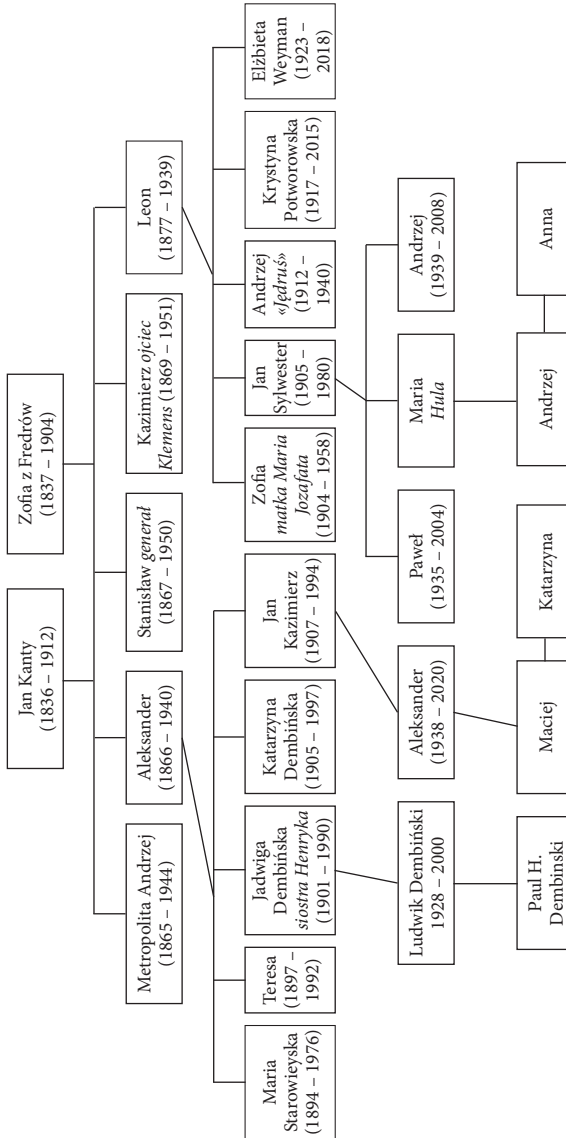 Jan Kanty
(1836 – 1912)
Zofia z Fredrów
(1837 – 1904)
Metropolita Andrzej
(1865 – 1944)
Aleksander
(1866 – 1940)
Stanisław generał
(1867 – 1950)
Kazimierz ojciec
Klemens (1869 – 1951)
Leon
(1877 – 1939)
Maria
Starowieyska
(1894 – 1976)
Teresa
(1897 –
1992)
Jadwiga
Dembińska
siostra Henryka
(1901 – 1990)
Katarzyna
Dembińska
(1905 – 1997)
Jan
Kazimierz
(1907 – 1994)
Zofia
matka Maria
Jozafata
(1904 – 1958)
Jan
Sylwester
(1905 –
1980)
Andrzej
«Jędruś»
(1912 –
1940)
Krystyna
Potworowska
(1917 – 2015)
Elżbieta
Weyman
(1923 –
2018)
Ludwik Dembiński
1928 – 2000
Aleksander
(1938 – 2020)
Paweł
(1935 – 2004)
Maria
Hula
Andrzej
(1939 – 2008)
Paul H.
Dembinski
Maciej
Katarzyna
Andrzej
Anna